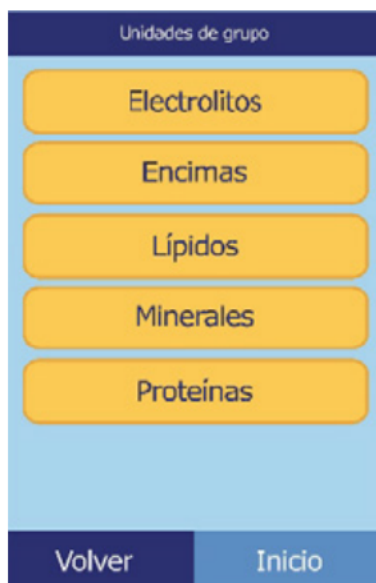 Unidades de grupo
Electrolitos
Encimas
Lípidos
Minerales
Proteínas
Volver Inicio